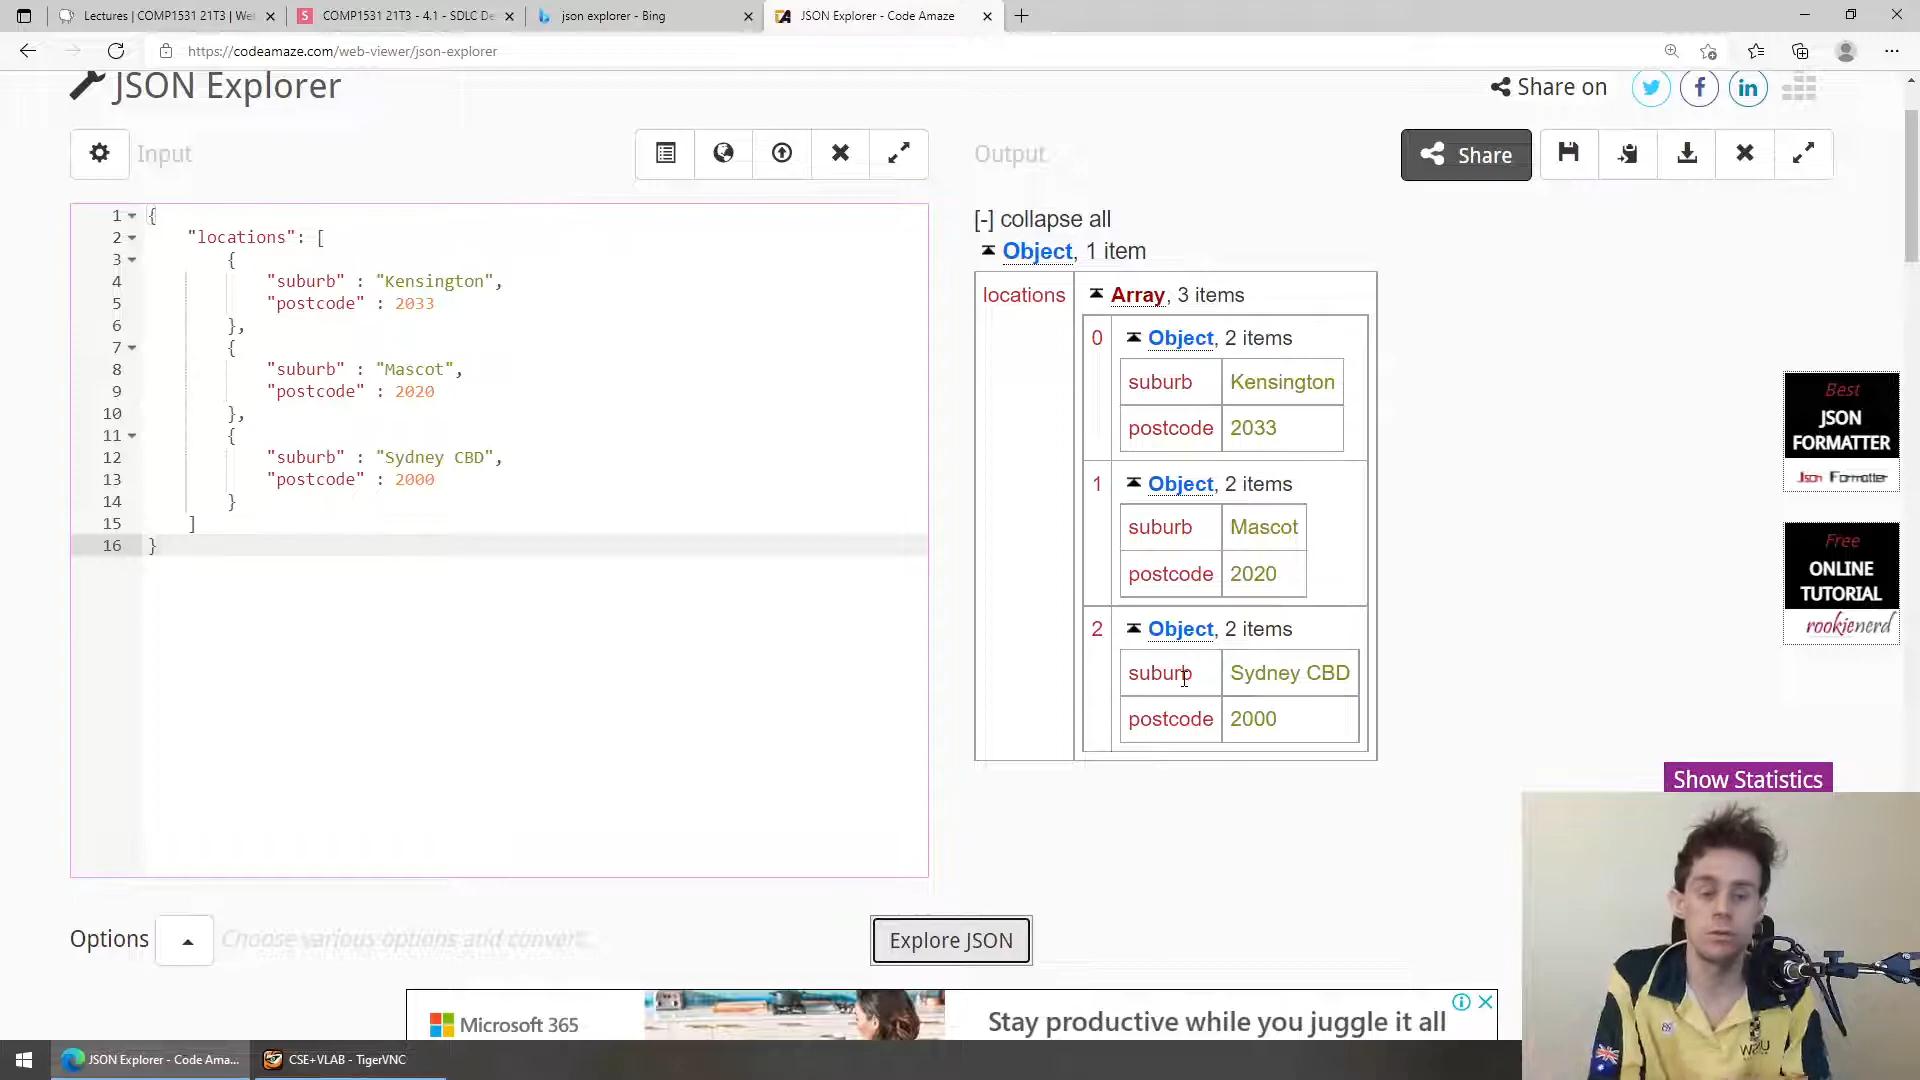 Lectures | COMP1531 21T3 | We
COMP1531 21T3 - 4.1 - SDLC De
json explorer - Bing
JSON Explorer - Code Amaze
https://codeamaze.com/web-viewer/json-explorer
JSON Explorer
Share on
Input
Output
Share
1 {
2 "locations": [
3 {
4 "suburb" : "Kensington",
5 "postcode" : 2033
6 },
7 {
8 "suburb" : "Mascot",
9 "postcode" : 2020
10 },
11 {
12 "suburb" : "Sydney CBD",
13 "postcode" : 2000
14 }
15 ]
16 }
[-] collapse all
Object, 1 item
locations
Array, 3 items
0 Object, 2 items
suburb Kensington
postcode 2033
1 Object, 2 items
suburb Mascot
postcode 2020
2 Object, 2 items
suburb Sydney CBD
postcode 2000
Best
JSON
FORMATTER
Json Formatter
Free
ONLINE
TUTORIAL
rookienerd
Show Statistics
Options
Choose various options and convert.
Explore JSON
Microsoft 365
Stay productive while you juggle it all
JSON Explorer - Code Ama...
CSE+VLAB - TigerVNC